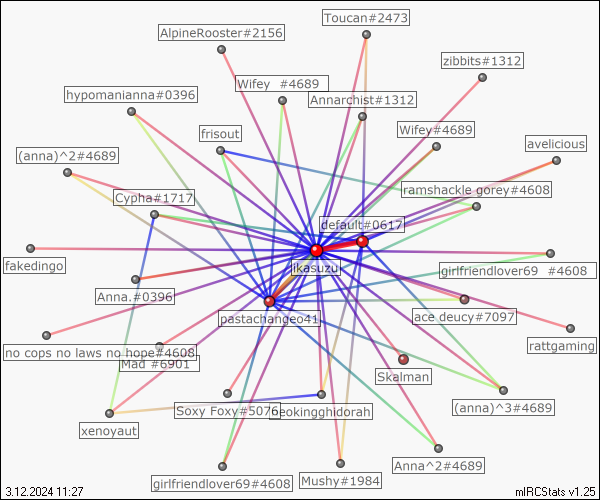 Toucan#2473
AlpineRooster#2156
zibbits#1312
Wifey #4689
hypomanianna#0396
Annarchist#1312
frisout
Wifey#4689
avelicious
(anna)^2#4689
ramshackle gorey#4608
Cypha#1717
default#0617
jikasuzuki
fakedingo
girlfriendlover69 #4608
Anna.#0396
pastachangeo41
ace deucy#7097
rattgaming
no cops no laws no hope#4608
Mad #6901
Skalman
Soxy Foxy#5076
neokingghidorah
(anna)^3#4689
xenoyaut
Anna^2#4689
girlfriendlover69#4608
Mushy#1984
3.12.2024 11:27
mIRCStats v1.25